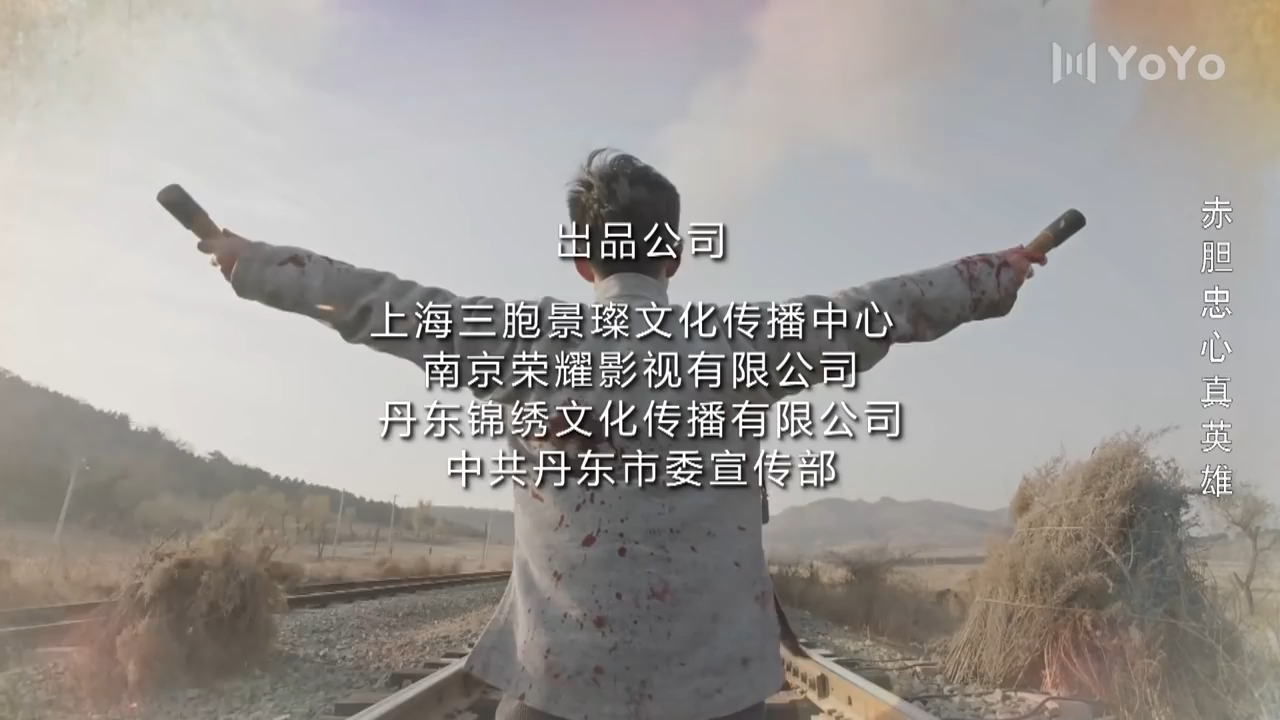 YoYo
出品公司
上海三胞景璨文化传播中心
南京荣耀影视有限公司
丹东锦绣文化传播有限公司
中共丹东市委宣传部
赤胆忠心真英雄